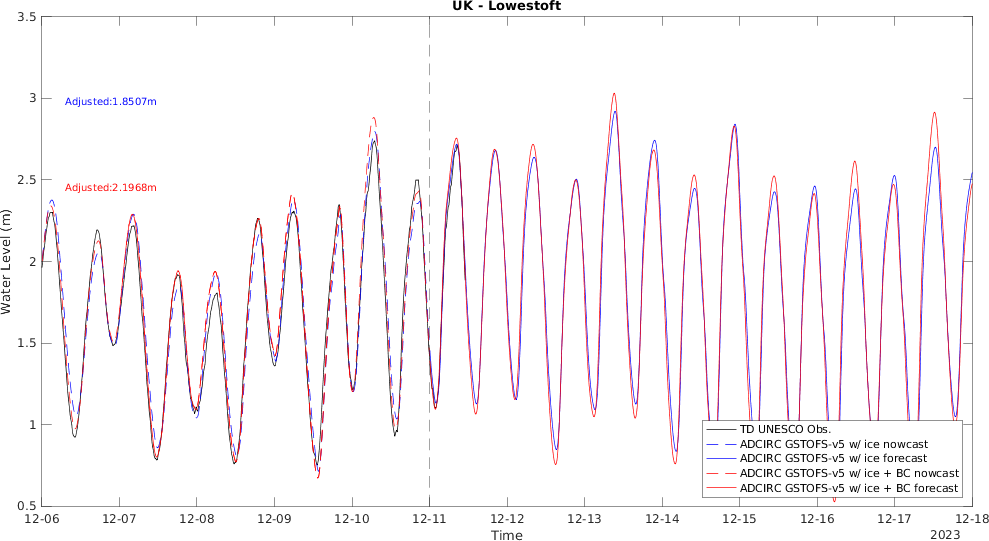 UK - Lowestoft
3.5
3
2.5
2
1.5
1
0.5
Water Level (m)
Adjusted:1.8507m
Adjusted:2.1968m
TD UNESCO Obs.
ADCIRC GSTOFS-v5 w/ ice nowcast
ADCIRC GSTOFS-v5 w/ ice forecast
ADCIRC GSTOFS-v5 w/ ice + BC nowcast
ADCIRC GSTOFS-v5 w/ ice + BC forecast
12-06 12-07 12-08 12-09 12-10 12-11 12-12 12-13 12-14 12-15 12-16 12-17 12-18
Time
2023